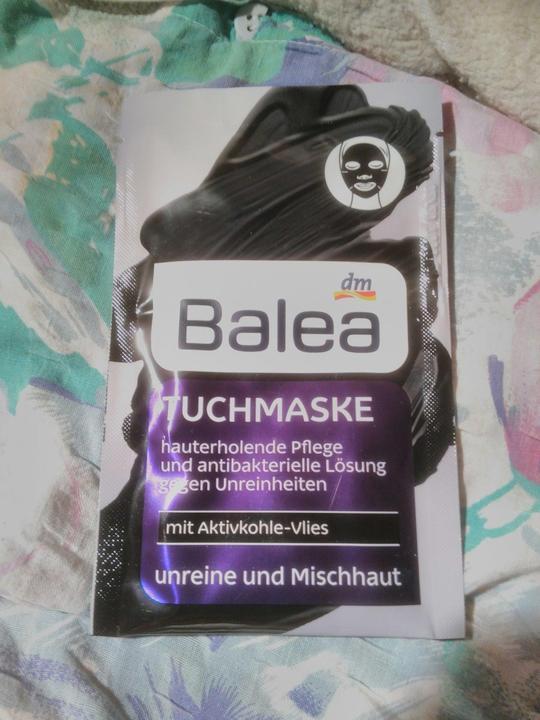 dm
Balea
TUCHMASKE
hauterholende Pflege
und antibakterielle Lösung
gegen Unreinheiten
mit Aktivkohle-Vlies
unreine und Mischhaut